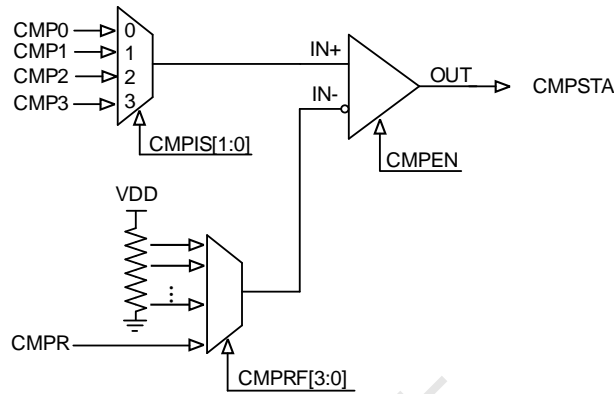 CMP0
0
CMP1
1
CMP2
2
CMP3
3
IN+
IN-
OUT
CMPSTA
CMPIS[1:0]
CMPEN
VDD
...
CMPR
CMPRF[3:0]